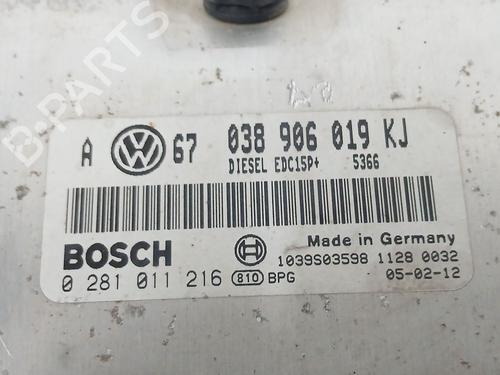 A 67 038 906 019 KJ
DIESEL EDC15P+ 5366
BOSCH
Made in Germany
1039S03598 1128 0032
0 281 011 216 810 BPG
05-02-12
B-PARTS